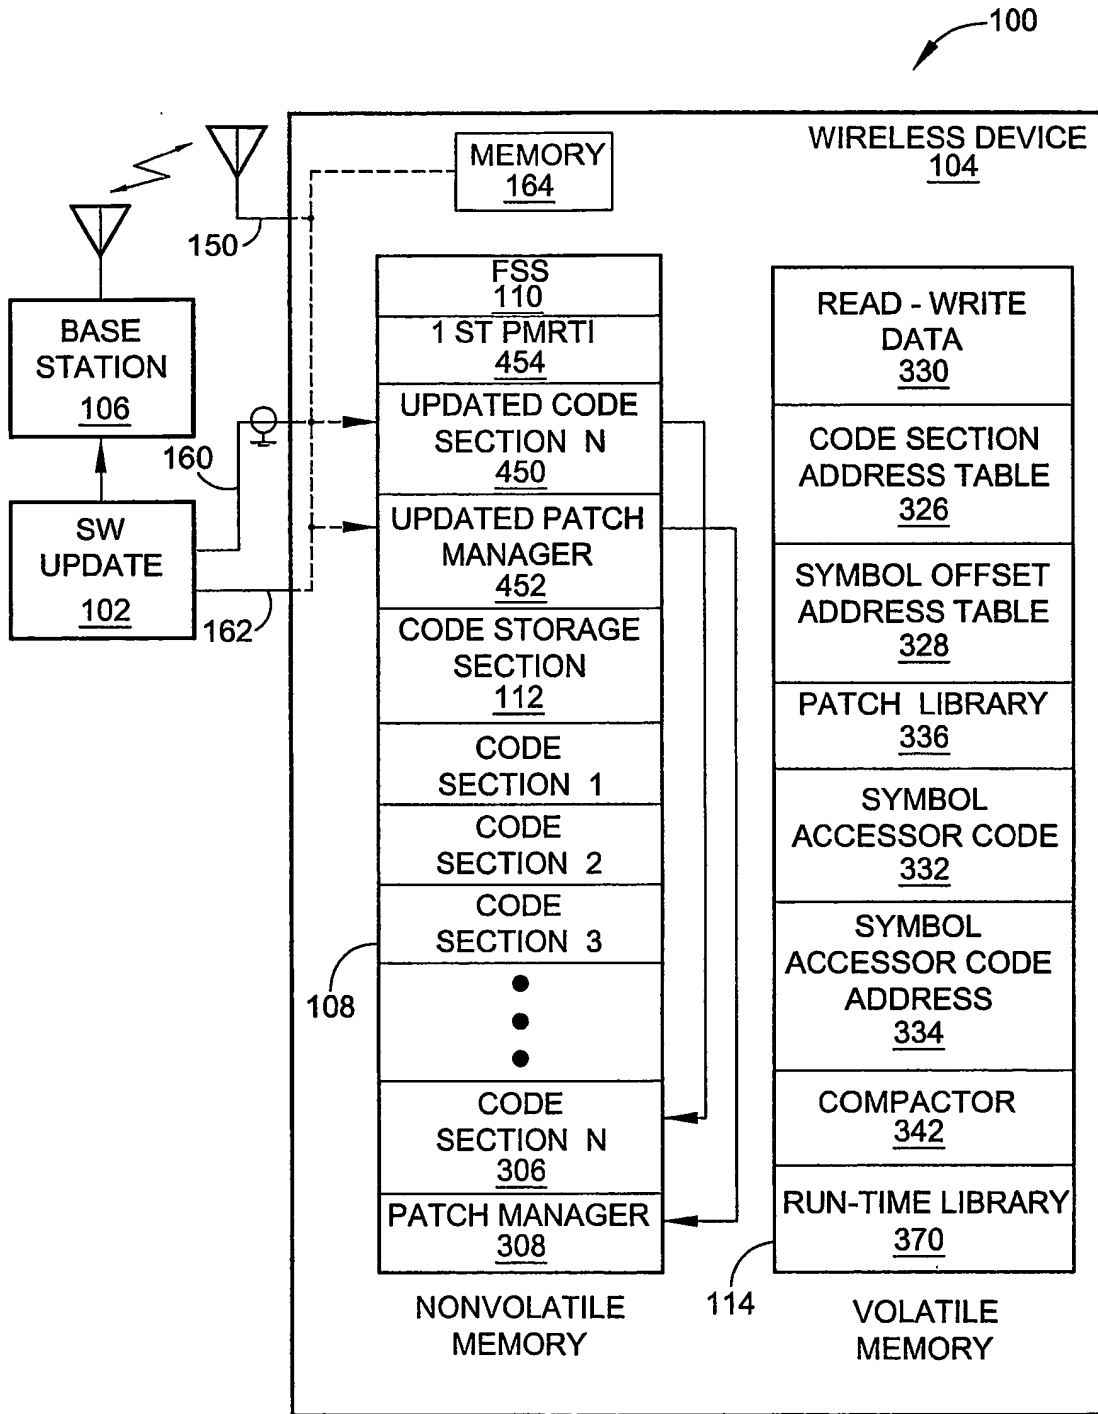 100
WIRELESS DEVICE
104
MEMORY
164
150
BASE
STATION
106
160
SW
UPDATE
102
162
FSS
110
1 ST PMRTI
454
UPDATED CODE
SECTION N
450
UPDATED PATCH
MANAGER
452
CODE STORAGE
SECTION
112
CODE
SECTION 1
CODE
SECTION 2
CODE
SECTION 3
108
CODE
SECTION N
306
PATCH MANAGER
308
NONVOLATILE
MEMORY
READ - WRITE
DATA
330
CODE SECTION
ADDRESS TABLE
326
SYMBOL OFFSET
ADDRESS TABLE
328
PATCH LIBRARY
336
SYMBOL
ACCESSOR CODE
332
SYMBOL
ACCESSOR CODE
ADDRESS
334
COMPACTOR
342
RUN-TIME LIBRARY
370
114
VOLATILE
MEMORY